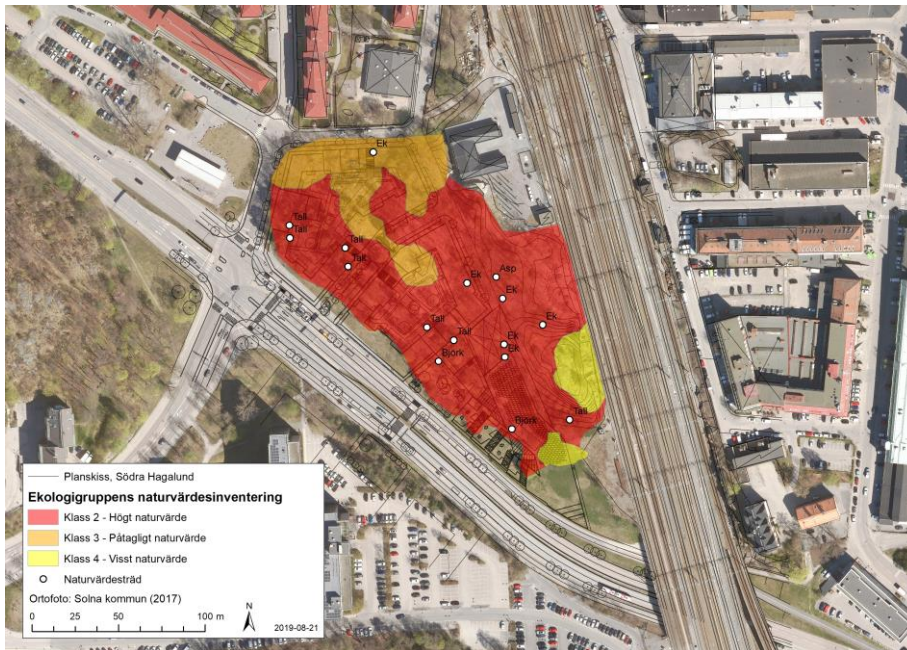 Ek
Tall
Tall
Tall
Tall
Asp
Ek
Ek
Ek
Tall
Tall
Ek
Ek
Björk
Tall
Björk
Planskiss, Södra Hagalund
Ekologigruppens naturvärdesinventering
Klass 2 - Högt naturvärde
Klass 3 - Påtagligt naturvärde
Klass 4 - Visst naturvärde
Naturvärdesträd
Ortofoto: Solna kommun (2017)
0 25 50 100 m
N
2019-08-21